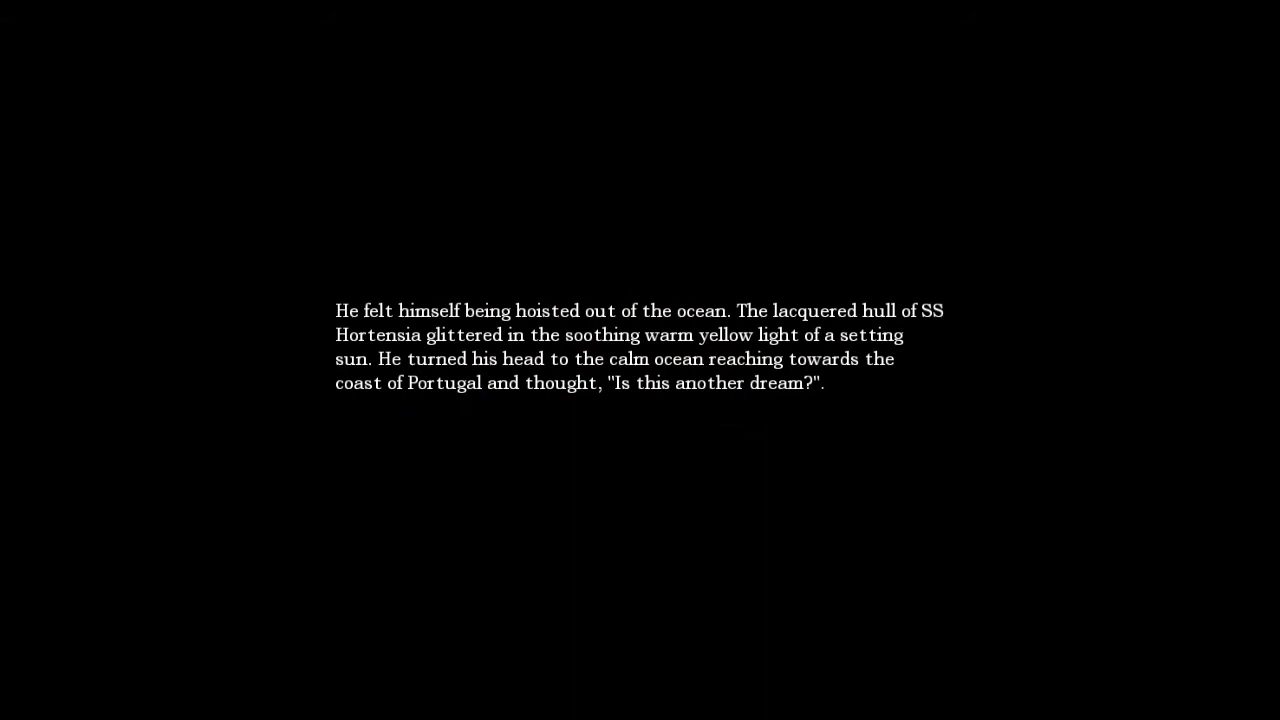 He felt himself being hoisted out of the ocean. The lacquered hull of SS
Hortensia glittered in the soothing warm yellow light of a setting
sun. He turned his head to the calm ocean reaching towards the
coast of Portugal and thought, "Is this another dream?".